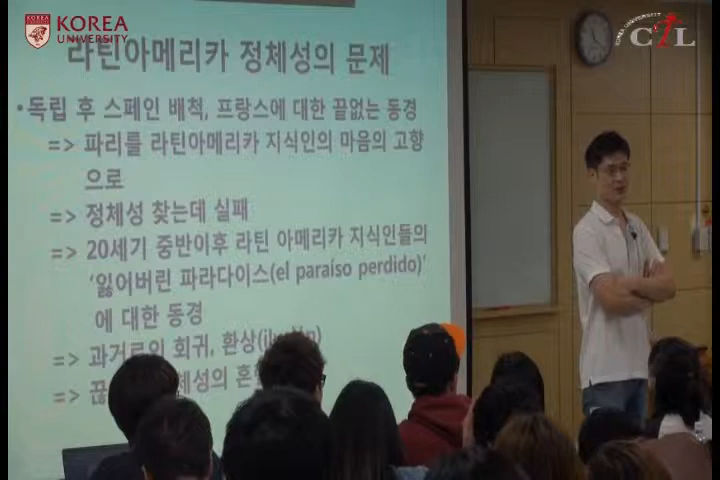 KOREA
UNIVERSITY
KOREA UNIVERSITY
CTL
라틴아메리카 정체성의 문제
•독립 후 스페인 배척, 프랑스에 대한 끝없는 동경
=> 파리를 라틴아메리카 지식인의 마음의 고향
으로
=> 정체성 찾는데 실패
=> 20세기 중반이후 라틴 아메리카 지식인들의
‘잃어버린 파라다이스(el paraíso perdido)’
에 대한 동경
=> 과거로의 회귀, 환상
=>